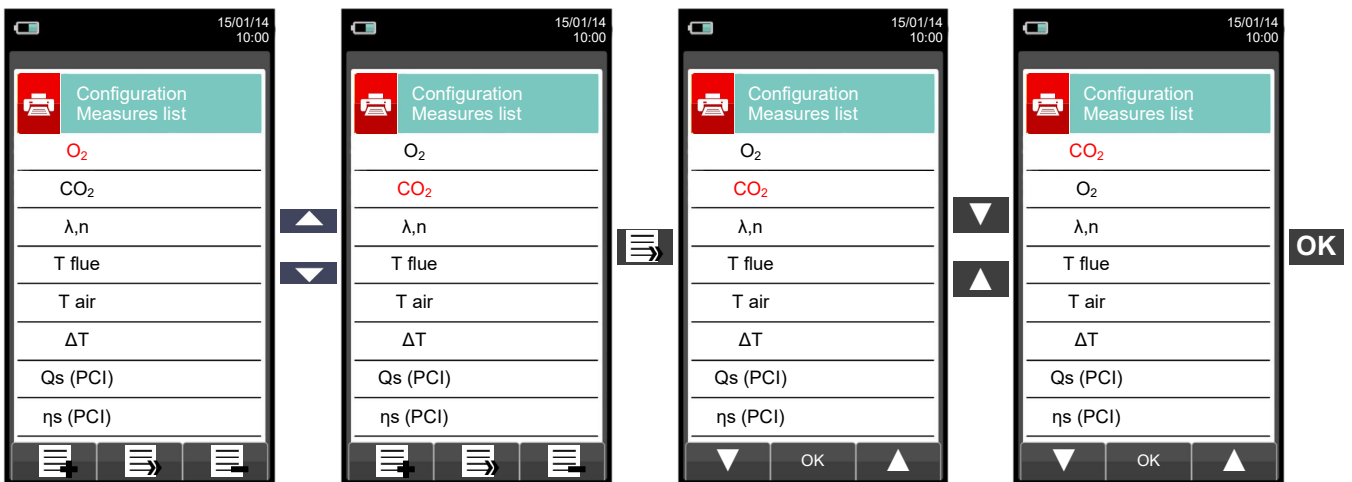 15/01/14
10:00
Configuration
Measures list
O₂
CO₂
λ,n
T flue
T air
ΔT
Qs (PCI)
ηs (PCI)
15/01/14
10:00
Configuration
Measures list
O₂
CO₂
λ,n
T flue
T air
ΔT
Qs (PCI)
ηs (PCI)
15/01/14
10:00
Configuration
Measures list
O₂
CO₂
λ,n
T flue
T air
ΔT
Qs (PCI)
ηs (PCI)
OK
15/01/14
10:00
Configuration
Measures list
CO₂
O₂
λ,n
T flue
T air
ΔT
Qs (PCI)
ηs (PCI)
OK
OK